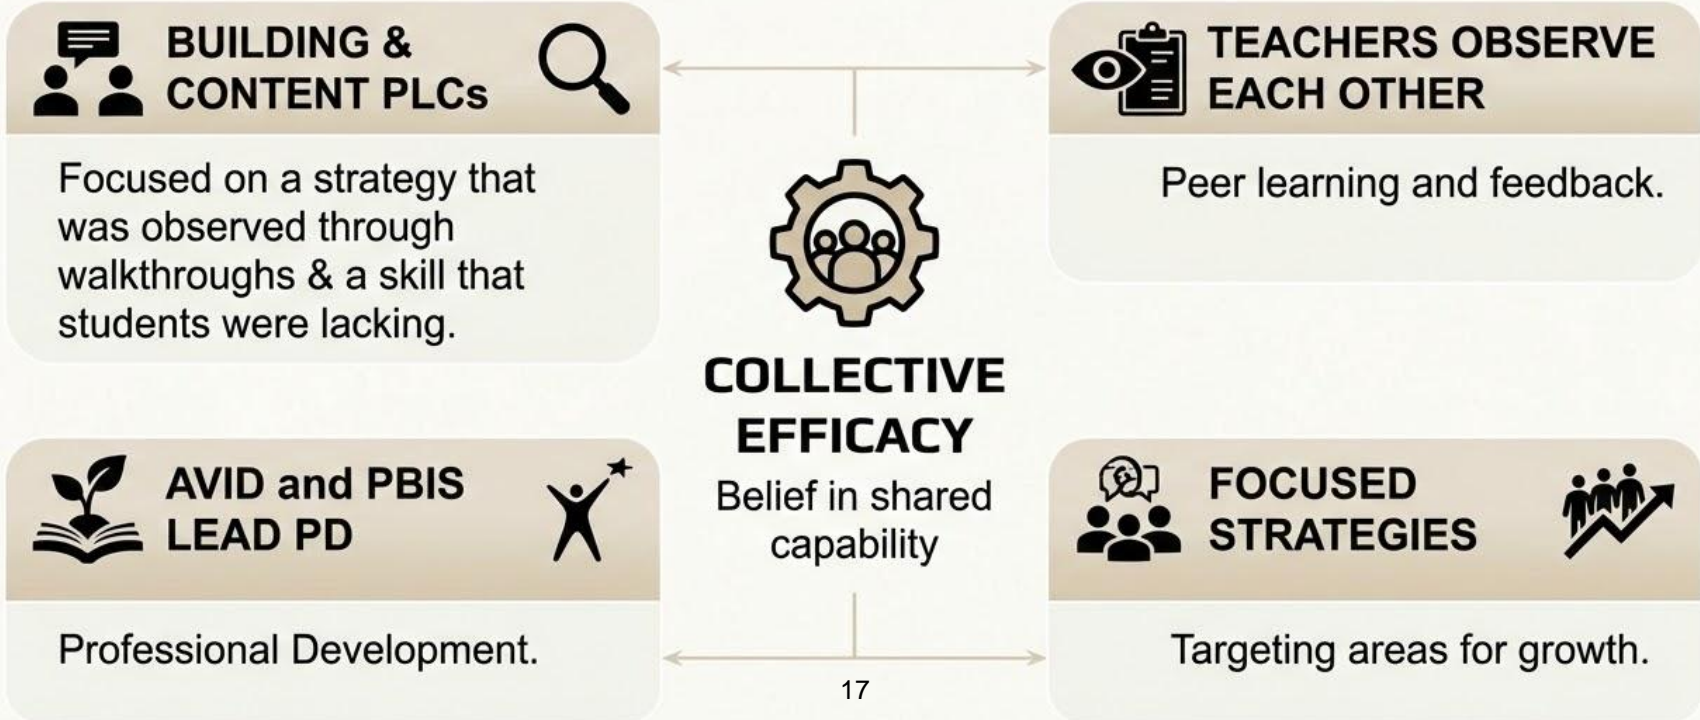 BUILDING &
CONTENT PLCs
Focused on a strategy that
was observed through
walkthroughs & a skill that
students were lacking.
TEACHERS OBSERVE
EACH OTHER
Peer learning and feedback.
COLLECTIVE
EFFICACY
Belief in shared
capability
AVID and PBIS
LEAD PD
Professional Development.
FOCUSED
STRATEGIES
Targeting areas for growth.
17